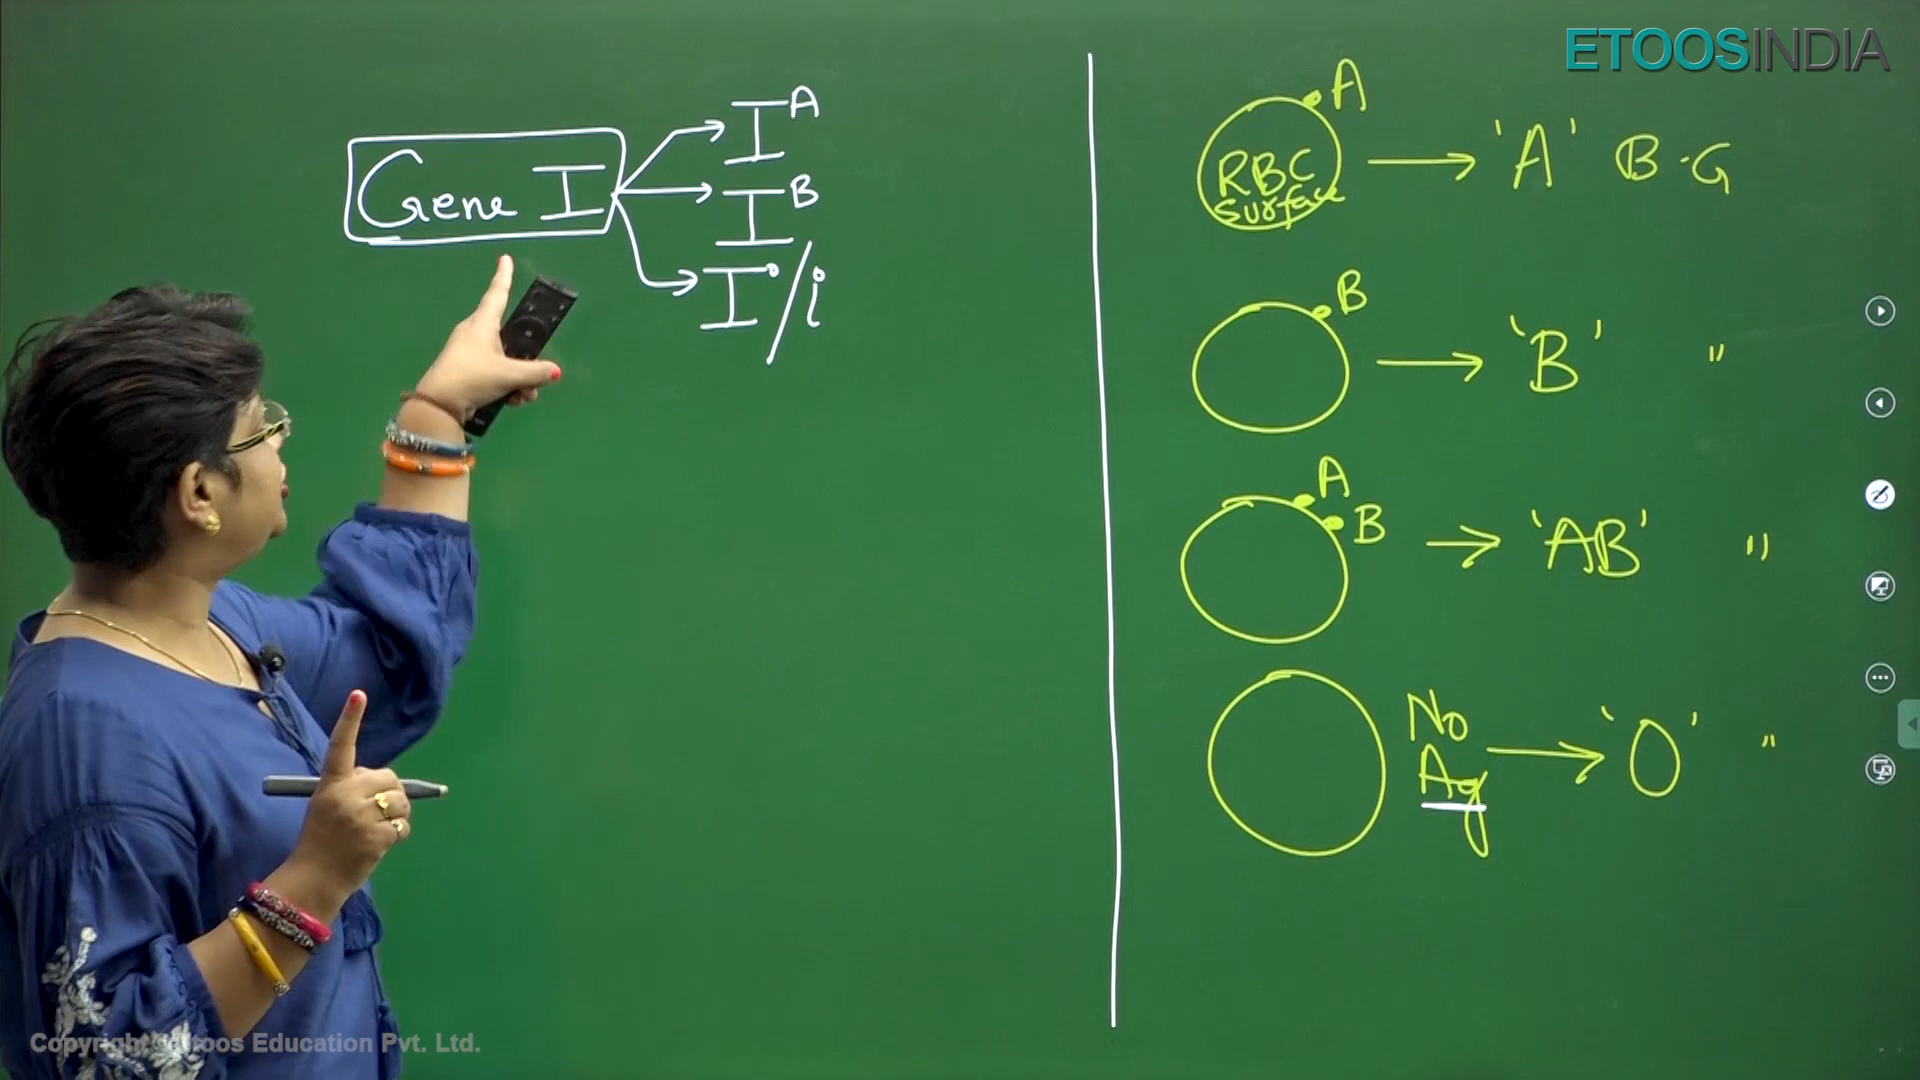 ETOOSINDIA
Gene I
I^A
I^B
I^o/i
A
RBC
Surface
'A' B.G
B
'B' "
A
B
'AB' "
No
Ag
'O' "
Copyright Etoos Education Pvt. Ltd.